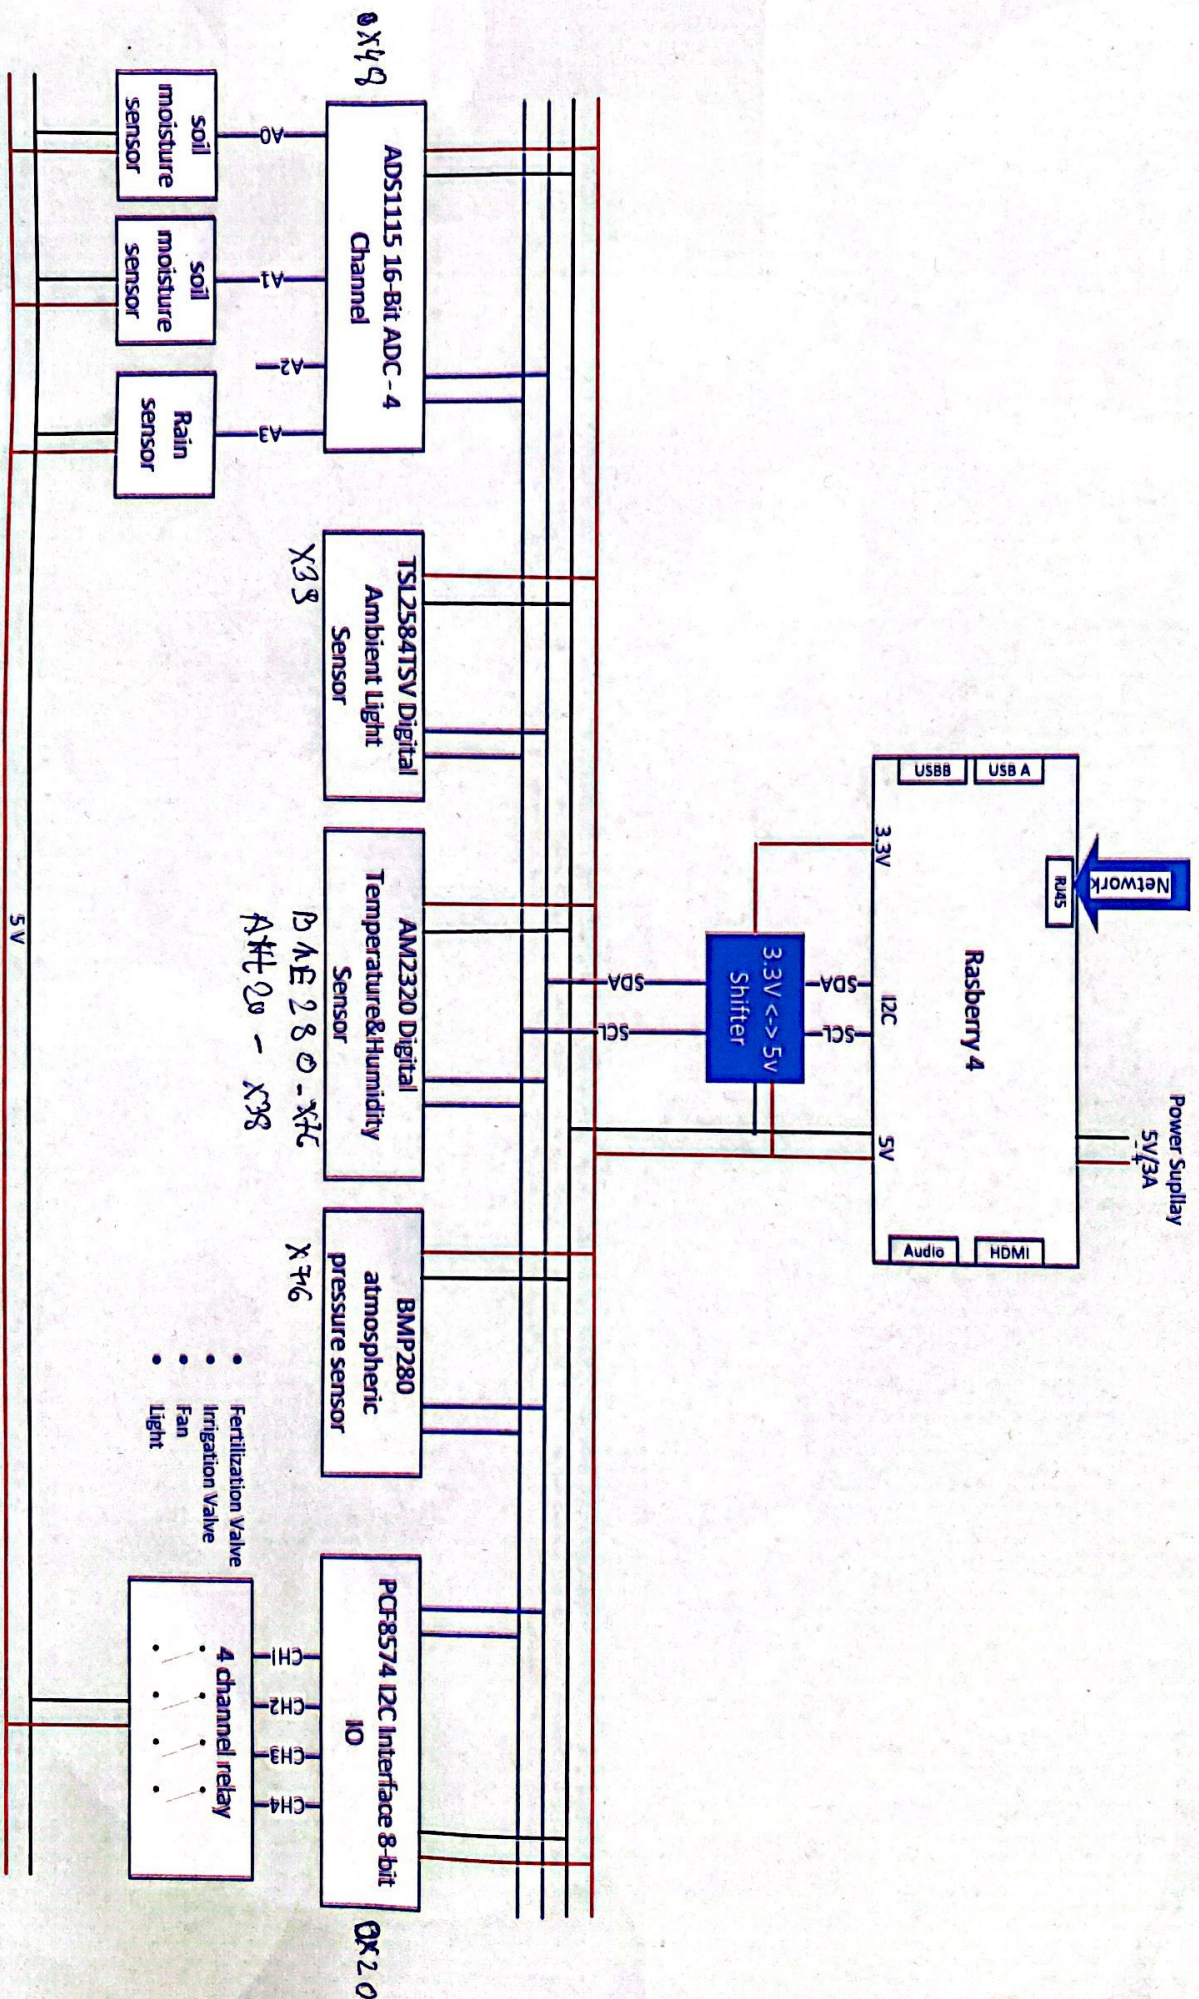 Power Supllay
5V/3A
- +
Network
RJ45
USBB
USB A
Rasberry 4
3.3V
I2C
5V
Audio
HDMI
SDA
SCL
3.3V <-> 5v
Shifter
SDA
SCL
0X48
ADS1115 16-Bit ADC - 4
Channel
A0
A1
A2
A3
soil
moisture
sensor
soil
moisture
sensor
Rain
sensor
TSL2584TSV Digital
Ambient Light
Sensor
X39
AM2320 Digital
Temperature&Humidity
Sensor
BME280-X76
AHt20 - X38
BMP280
atmospheric
pressure sensor
X76
PCF8574 I2C Interface 8-bit
IO
0X20
CH1
CH2
CH3
CH4
4 channel relay
• Fertilization Valve
• Irrigation Valve
• Fan
• Light
5 V